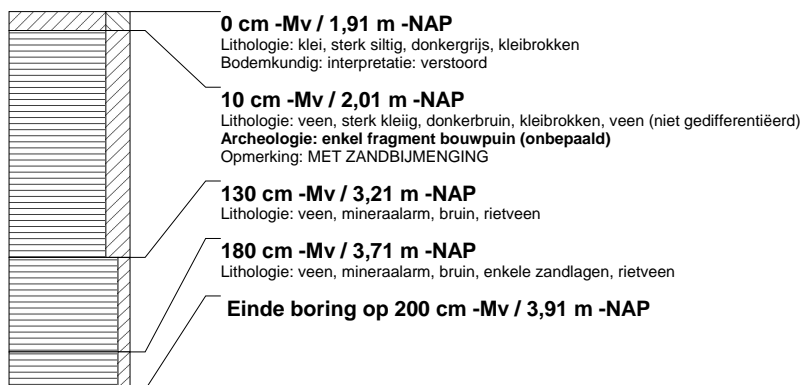 0 cm -Mv / 1,91 m -NAP
Lithologie: klei, sterk siltig, donkergrijs, kleibrokken
Bodemkundig: interpretatie: verstoord
10 cm -Mv / 2,01 m -NAP
Lithologie: veen, sterk kleiig, donkerbruin, kleibrokken, veen (niet gedifferentiëerd)
Archeologie: enkel fragment bouwpuin (onbepaald)
Opmerking: MET ZANDBIJMENGING
130 cm -Mv / 3,21 m -NAP
Lithologie: veen, mineraalarm, bruin, rietveen
180 cm -Mv / 3,71 m -NAP
Lithologie: veen, mineraalarm, bruin, enkele zandlagen, rietveen
Einde boring op 200 cm -Mv / 3,91 m -NAP